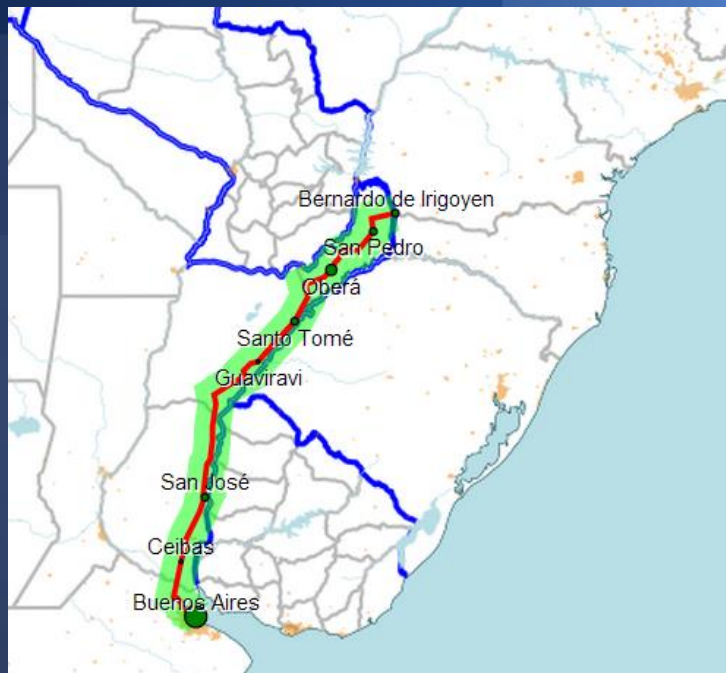 Bernardo de Irigoyen
San Pedro
Oberá
Santo Tomé
Guaviravi
San José
Ceibas
Buenos Aires